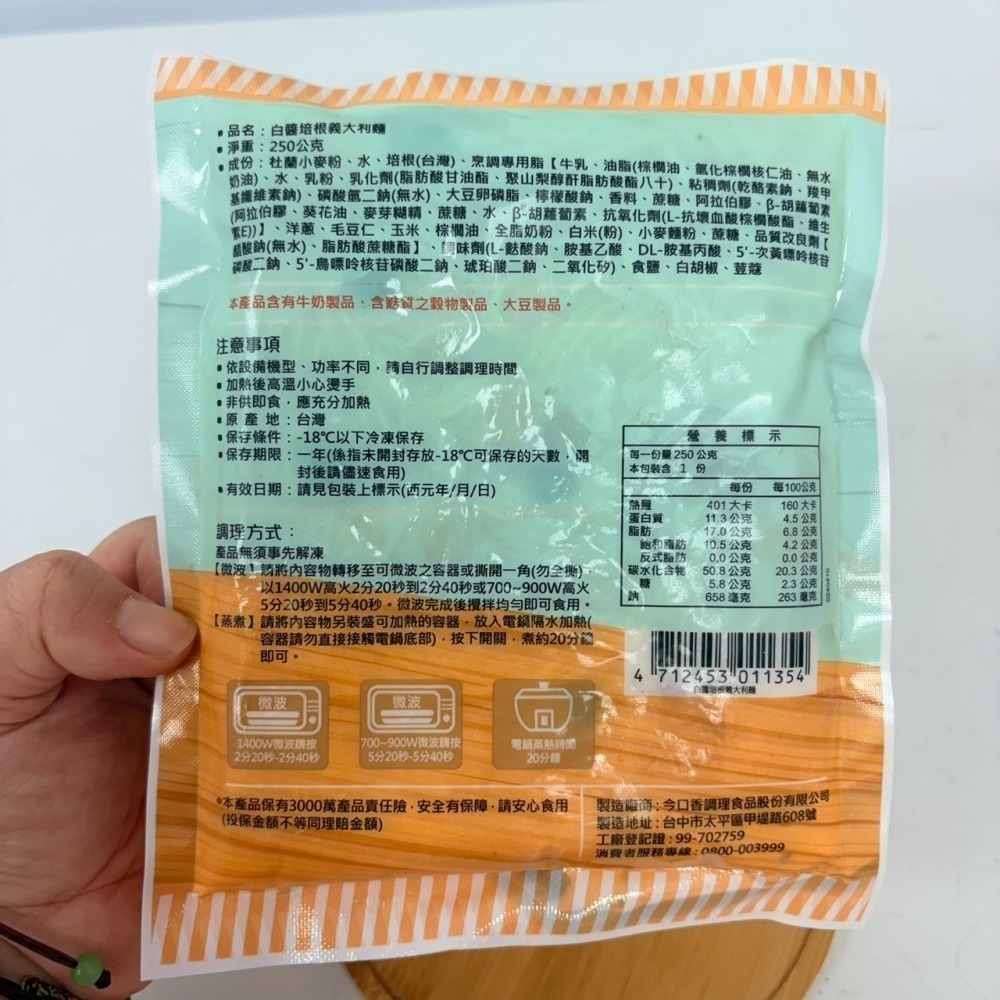 •品名：白醬培根義大利麵
•淨重：250公克
•成份：杜蘭小麥粉、水、培根(台灣)、烹調專用脂【牛乳、油脂(棕櫚油、氫化棕櫚核仁油、無水
奶油)、水、乳粉、乳化劑(脂肪酸甘油酯、聚山梨醇酐脂肪酸酯八十)、粘稠劑(乾酪素鈉、羧甲
基纖維素鈉)、磷酸氫二鈉(無水)、大豆卵磷脂、檸檬酸鈉、香料、蔗糖、阿拉伯膠、β-胡蘿蔔素
(阿拉伯膠、葵花油、麥芽糊精、蔗糖、水、β-胡蘿蔔素、抗氧化劑(L-抗壞血酸棕櫚酸酯、維生
素E))】、洋蔥、毛豆仁、玉米、棕櫚油、全脂奶粉、白米(粉)、小麥麵粉、蔗糖、品質改良劑【
醋酸鈉(無水)、脂肪酸蔗糖酯】、調味劑(L-麩酸鈉、胺基乙酸、DL-胺基丙酸、5'-次黃嘌呤核苷
磷酸二鈉、5'-鳥嘌呤核苷磷酸二鈉、琥珀酸二鈉、二氧化矽)、食鹽、白胡椒、荳蔻
本產品含有牛奶製品、含麩質之穀物製品、大豆製品。
注意事項
•依設備機型、功率不同，請自行調整調理時間
•加熱後高溫小心燙手
•非供即食，應充分加熱
•原產地：台灣
•保存條件：-18℃以下冷凍保存
•保存期限：一年(係指未開封存放-18℃可保存的天數，開
封後請儘速食用)
•有效日期：請見包裝上標示(西元年/月/日)
營養標示
每一份量 250 公克
本包裝含 1 份
每份 每100公克
熱量 401 大卡 160 大卡
蛋白質 11.3 公克 4.5 公克
脂肪 17.0 公克 6.8 公克
飽和脂肪 10.5 公克 4.2 公克
反式脂肪 0.0 公克 0.0 公克
碳水化合物 50.8 公克 20.3 公克
糖 5.8 公克 2.3 公克
鈉 658 毫克 263 毫克
調理方式：
產品無須事先解凍
【微波】請將內容物轉移至可微波之容器或撕開一角(勿全撕)，
以1400W高火2分20秒到2分40秒或700~900W高火
5分20秒到5分40秒。微波完成後攪拌均勻即可食用。
【蒸煮】請將內容物另裝盛可加熱的容器，放入電鍋隔水加熱(
容器請勿直接接觸電鍋底部)，按下開關，煮約20分鐘
即可。
4 712453 011354
白醬培根義大利麵
微波
1400W微波請按
2分20秒-2分40秒
微波
700~900W微波請按
5分20秒-5分40秒
電鍋蒸熱時間
20分鐘
•本產品保有3000萬產品責任險，安全有保障，請安心食用
(投保金額不等同理賠金額)
製造廠商：今口香調理食品股份有限公司
製造地址：台中市太平區甲堤路608號
工廠登記證：99-702759
消費者服務專線：0800-003999